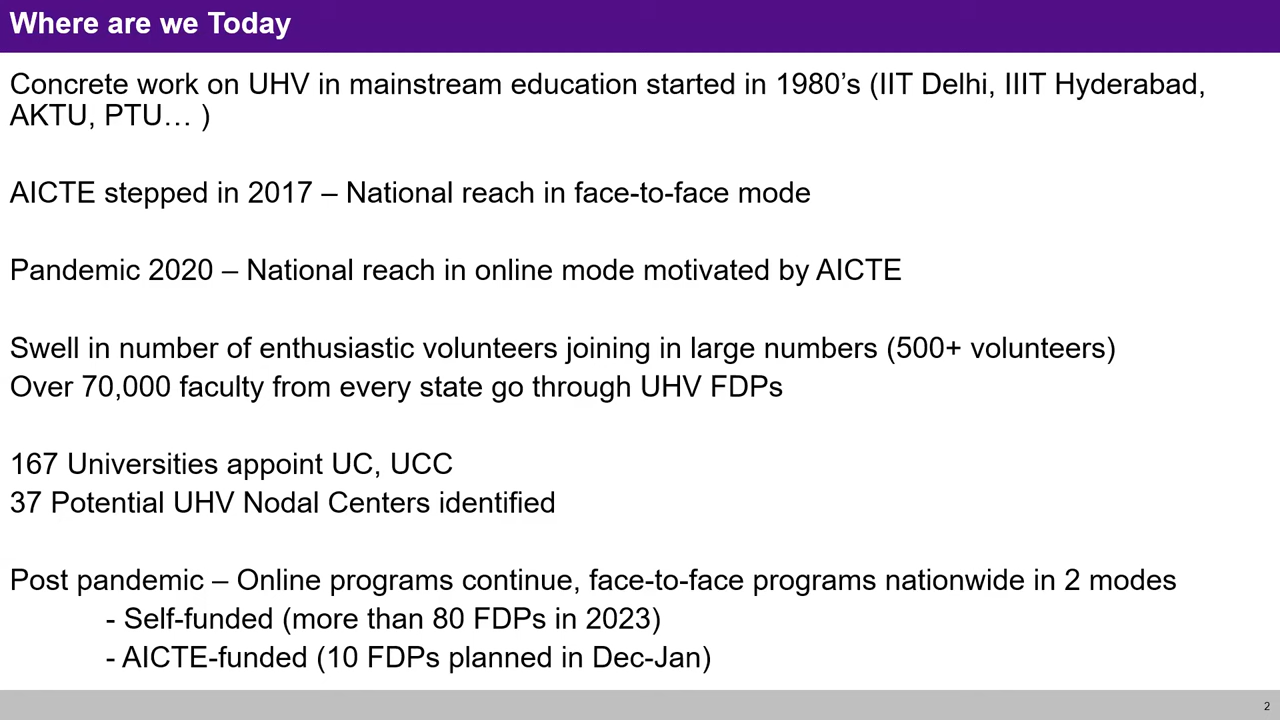 Where are we Today
Concrete work on UHV in mainstream education started in 1980’s (IIT Delhi, IIIT Hyderabad,
AKTU, PTU… )
AICTE stepped in 2017 – National reach in face-to-face mode
Pandemic 2020 – National reach in online mode motivated by AICTE
Swell in number of enthusiastic volunteers joining in large numbers (500+ volunteers)
Over 70,000 faculty from every state go through UHV FDPs
167 Universities appoint UC, UCC
37 Potential UHV Nodal Centers identified
Post pandemic – Online programs continue, face-to-face programs nationwide in 2 modes
- Self-funded (more than 80 FDPs in 2023)
- AICTE-funded (10 FDPs planned in Dec-Jan)
2